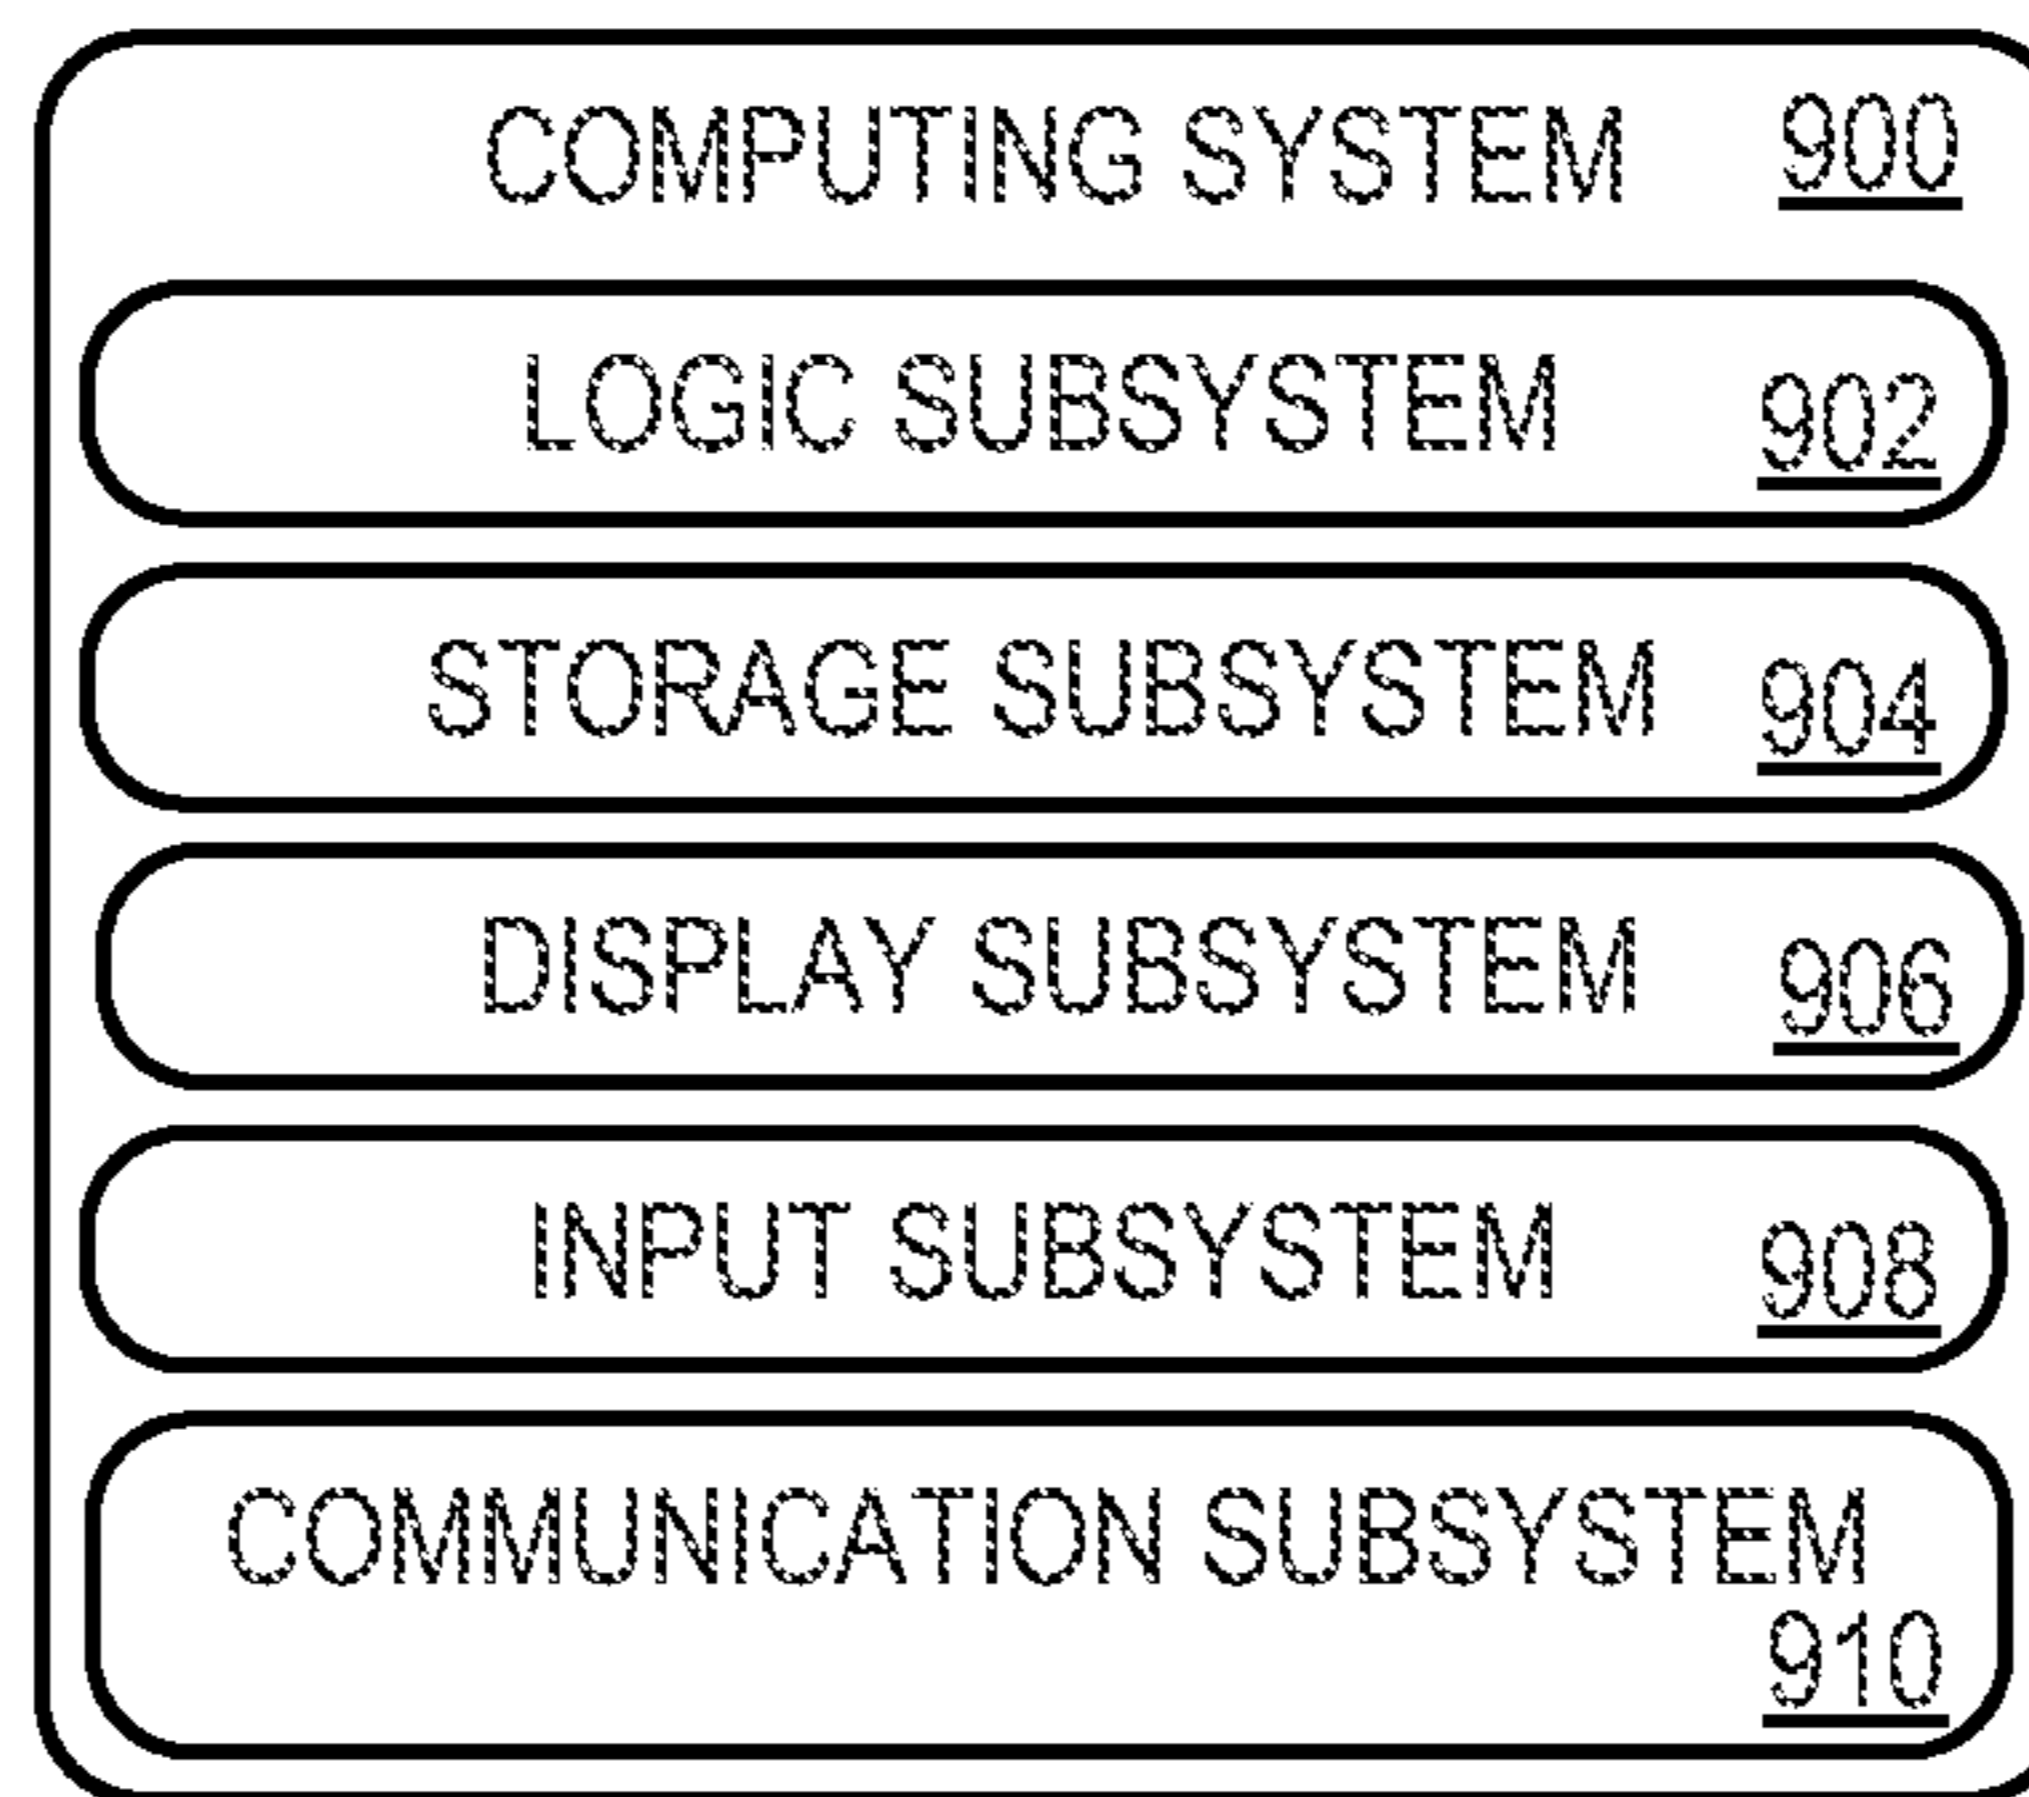 COMPUTING SYSTEM 900
LOGIC SUBSYSTEM 902
STORAGE SUBSYSTEM 904
DISPLAY SUBSYSTEM 906
INPUT SUBSYSTEM 908
COMMUNICATION SUBSYSTEM
910